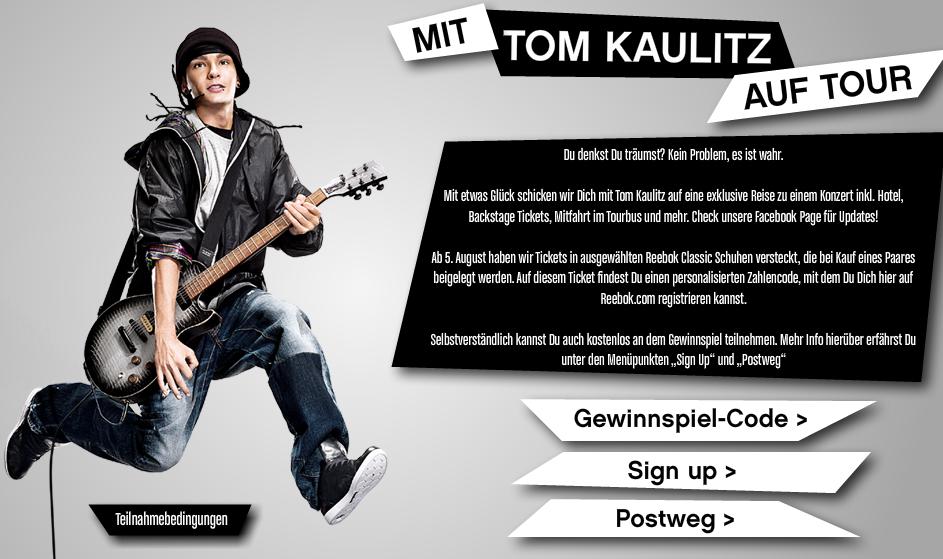 MIT
TOM KAULITZ
AUF TOUR
Du denkst Du träumst? Kein Problem, es ist wahr.
Mit etwas Glück schicken wir Dich mit Tom Kaulitz auf eine exklusive Reise zu einem Konzert inkl. Hotel,
Backstage Tickets, Mitfahrt im Tourbus und mehr. Check unsere Facebook Page für Updates!
Ab 5. August haben wir Tickets in ausgewählten Reebok Classic Schuhen versteckt, die bei Kauf eines Paares
beigelegt werden. Auf diesem Ticket findest Du einen personalisierten Zahlencode, mit dem Du Dich hier auf
Reebok.com registrieren kannst.
Selbstverständlich kannst Du auch kostenlos an dem Gewinnspiel teilnehmen. Mehr Info hierüber erfährst Du
unter den Menüpunkten „Sign Up“ und „Postweg“
Gewinnspiel-Code >
Sign up >
Postweg >
Teilnahmebedingungen